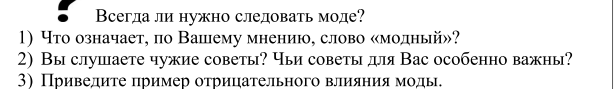 ? Всегда ли нужно следовать моде?
1) Что означает, по Вашему мнению, слово «модный»?
2) Вы слушаете чужие советы? Чьи советы для Вас особенно важны?
3) Приведите пример отрицательного влияния моды.